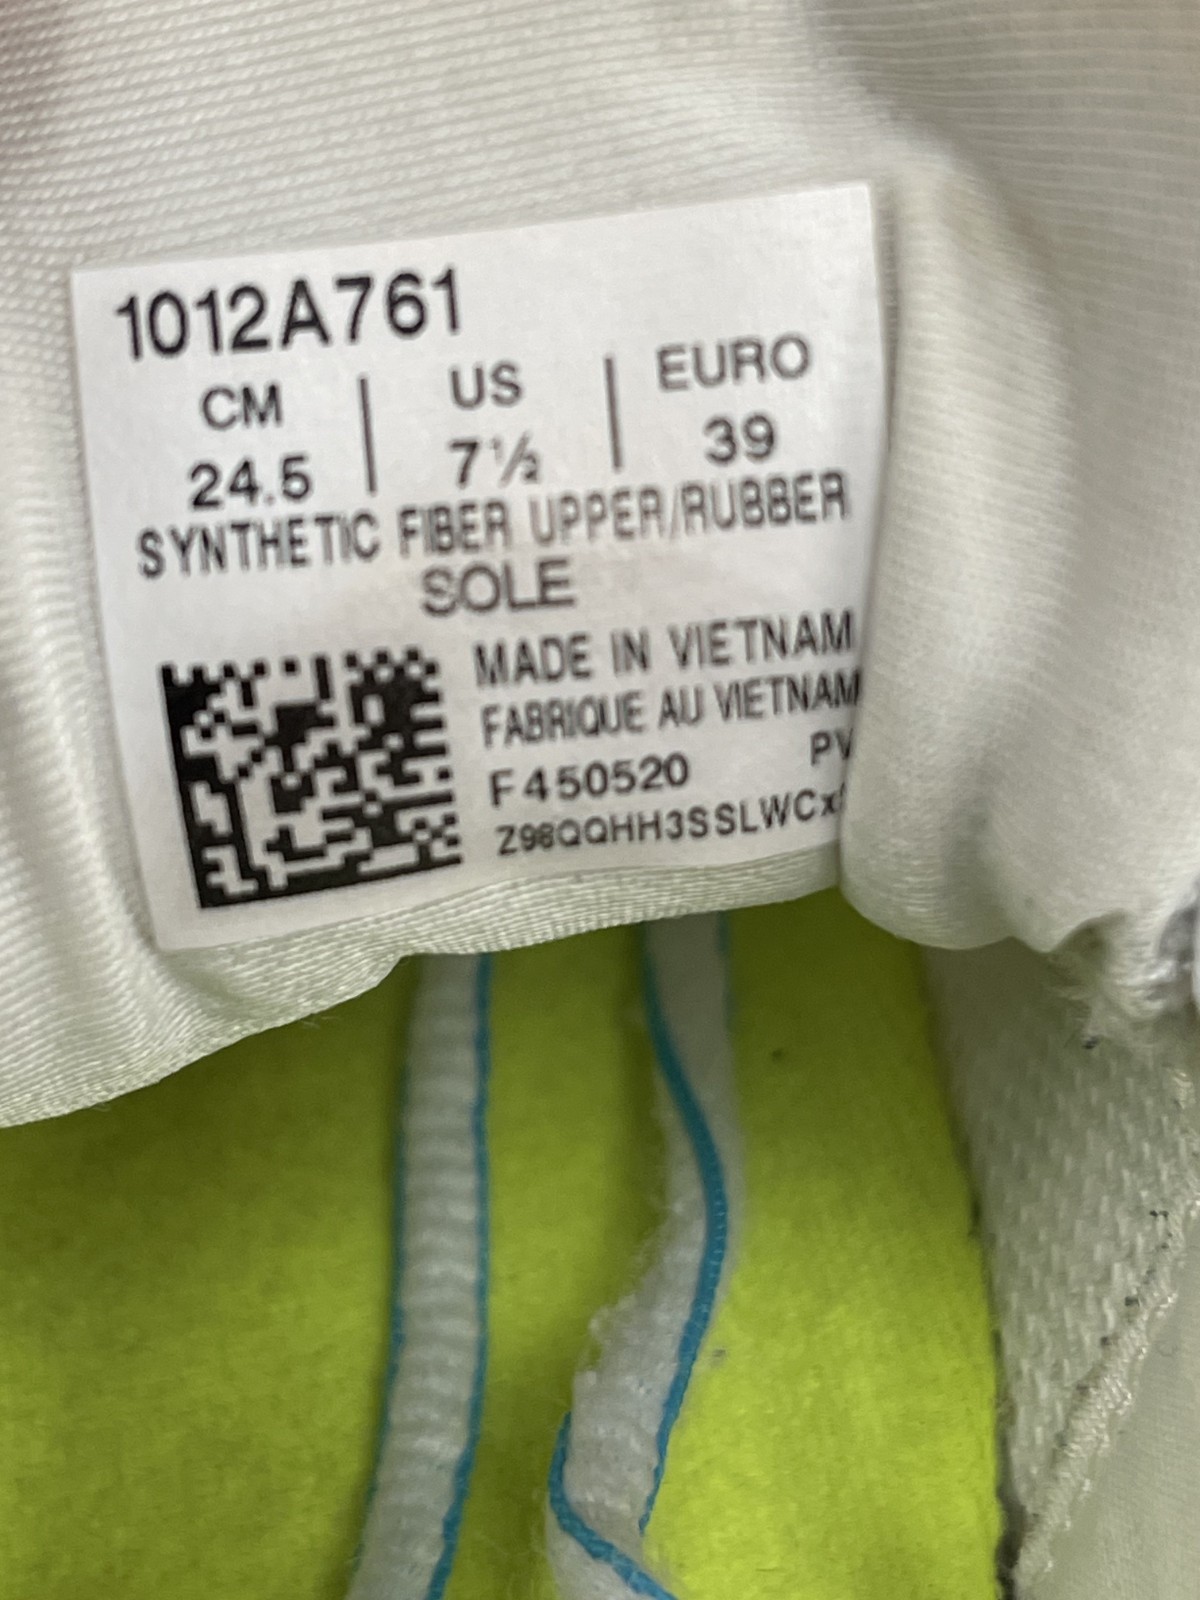 1012A761
CM | US | EURO
24.5 | 7½ | 39
SYNTHETIC FIBER UPPER/RUBBER
SOLE
MADE IN VIETNAM
FABRIQUE AU VIETNAM
F450520 PV